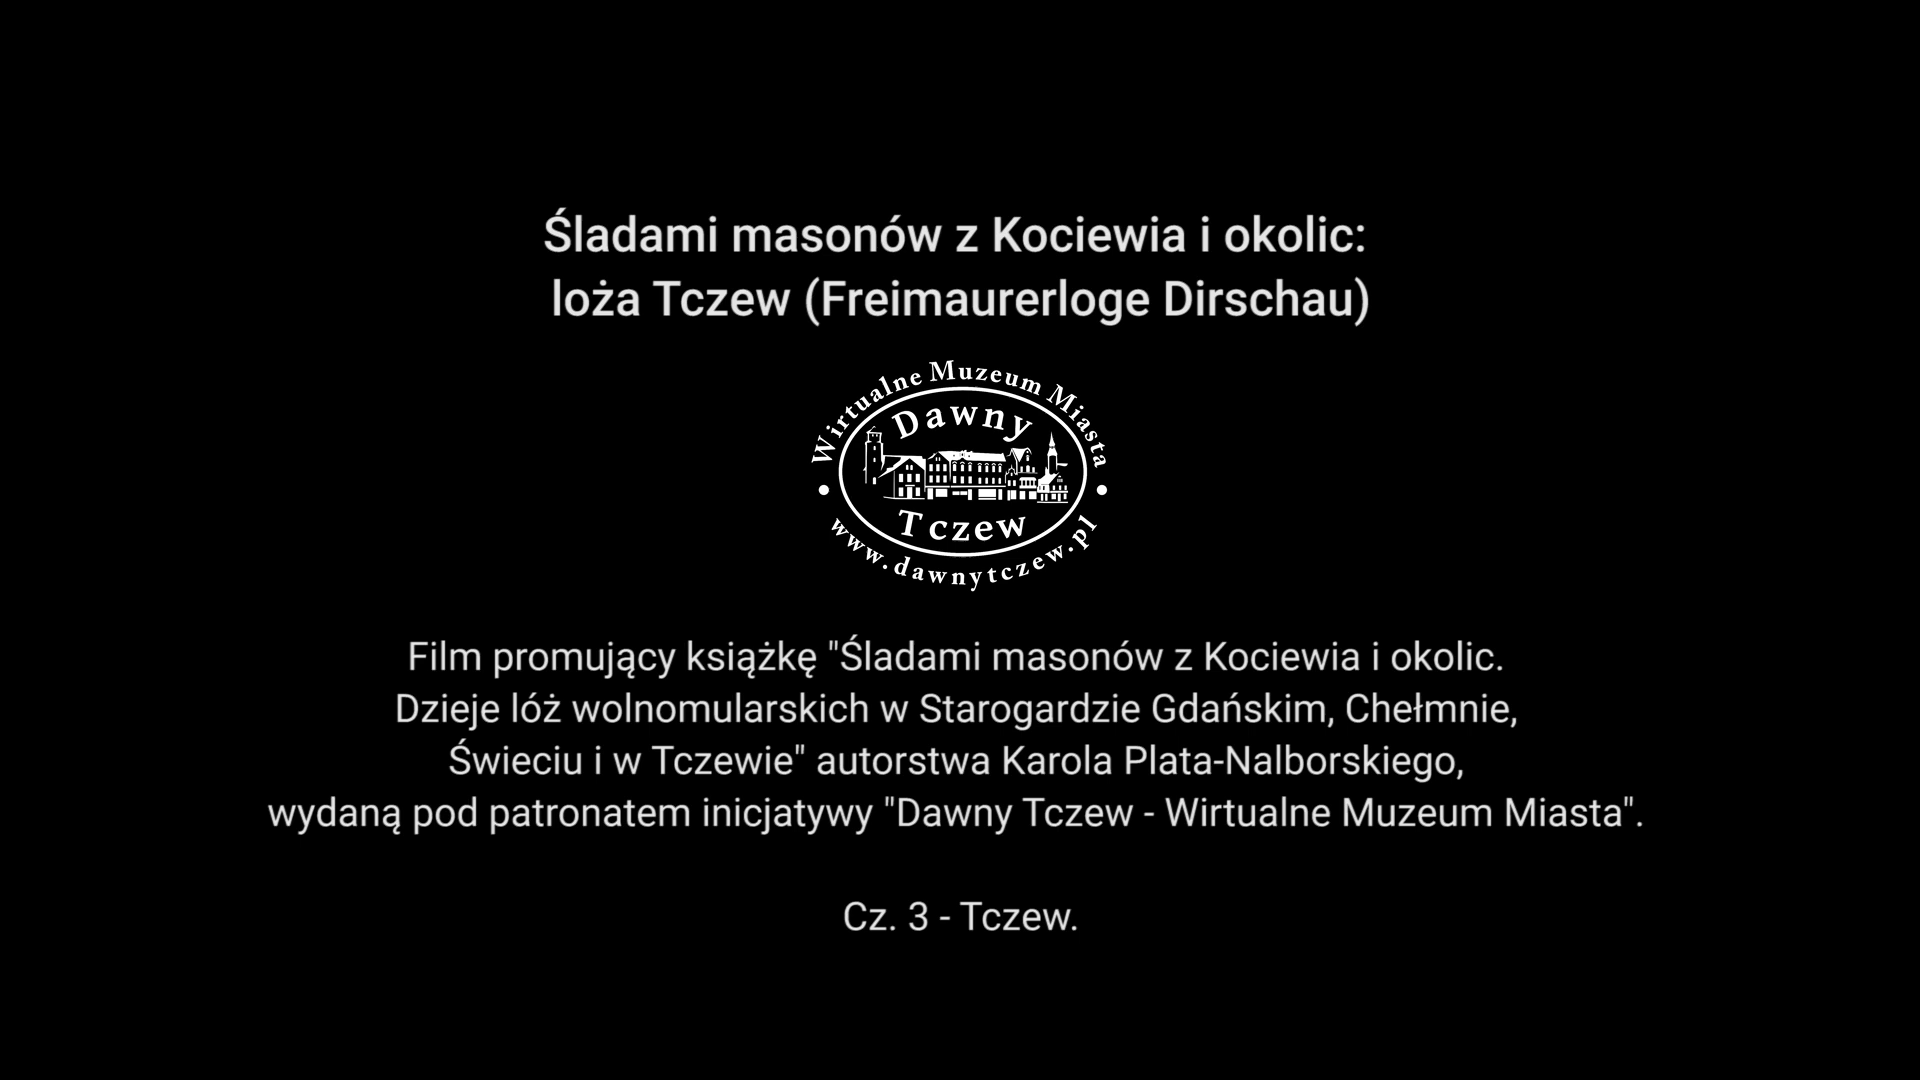 Śladami masonów z Kociewia i okolic:
loża Tczew (Freimaurerloge Dirschau)
Wirtualne Muzeum Miasta
Dawny
Tczew
www.dawnytczew.pl
Film promujący książkę "Śladami masonów z Kociewia i okolic.
Dzieje lóż wolnomularskich w Starogardzie Gdańskim, Chełmnie,
Świeciu i w Tczewie" autorstwa Karola Plata-Nalborskiego,
wydaną pod patronatem inicjatywy "Dawny Tczew - Wirtualne Muzeum Miasta".
Cz. 3 - Tczew.